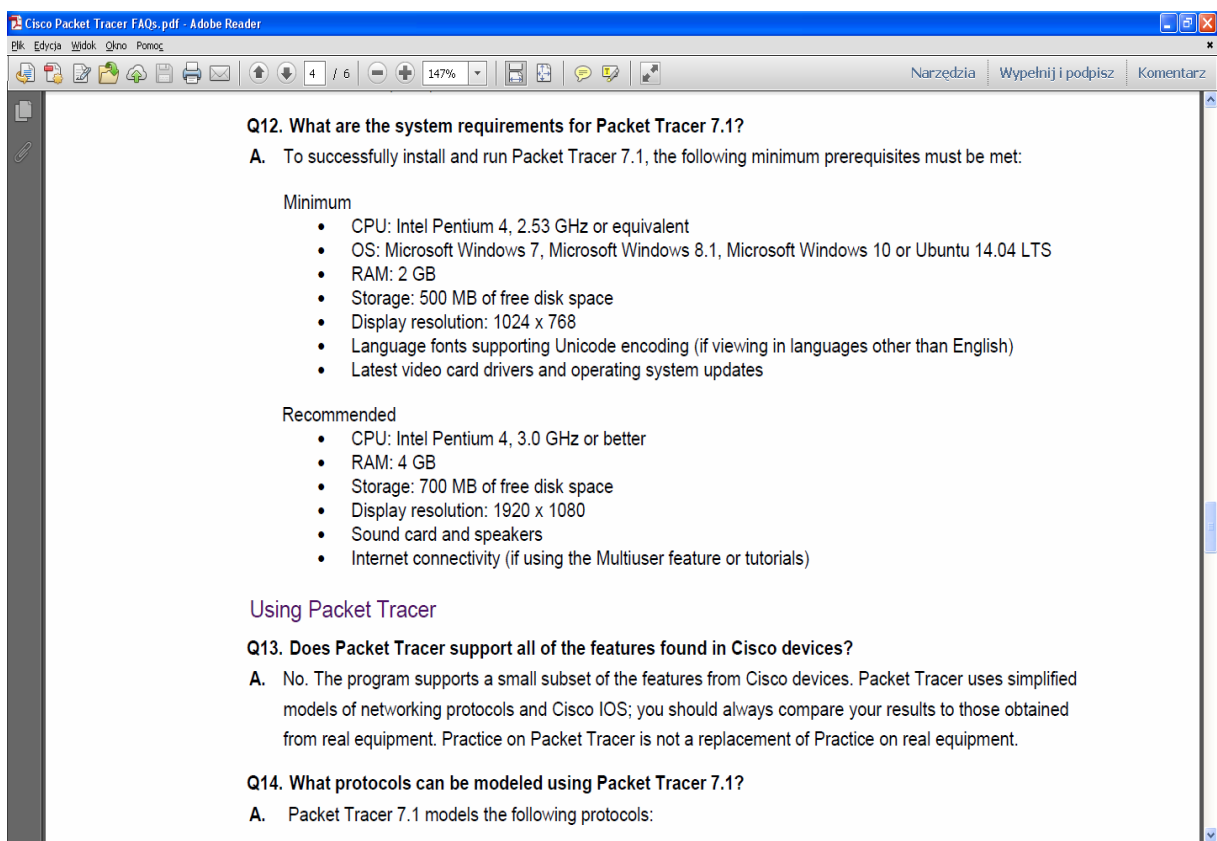 Cisco Packet Tracer FAQs.pdf - Adobe Reader
Plik Edycja Widok Okno Pomoc
4 / 6 147% Narzędzia Wypełnij i podpisz Komentarz
Q12. What are the system requirements for Packet Tracer 7.1?
A. To successfully install and run Packet Tracer 7.1, the following minimum prerequisites must be met:
Minimum
• CPU: Intel Pentium 4, 2.53 GHz or equivalent
• OS: Microsoft Windows 7, Microsoft Windows 8.1, Microsoft Windows 10 or Ubuntu 14.04 LTS
• RAM: 2 GB
• Storage: 500 MB of free disk space
• Display resolution: 1024 x 768
• Language fonts supporting Unicode encoding (if viewing in languages other than English)
• Latest video card drivers and operating system updates
Recommended
• CPU: Intel Pentium 4, 3.0 GHz or better
• RAM: 4 GB
• Storage: 700 MB of free disk space
• Display resolution: 1920 x 1080
• Sound card and speakers
• Internet connectivity (if using the Multiuser feature or tutorials)
Using Packet Tracer
Q13. Does Packet Tracer support all of the features found in Cisco devices?
A. No. The program supports a small subset of the features from Cisco devices. Packet Tracer uses simplified
models of networking protocols and Cisco IOS; you should always compare your results to those obtained
from real equipment. Practice on Packet Tracer is not a replacement of Practice on real equipment.
Q14. What protocols can be modeled using Packet Tracer 7.1?
A. Packet Tracer 7.1 models the following protocols: